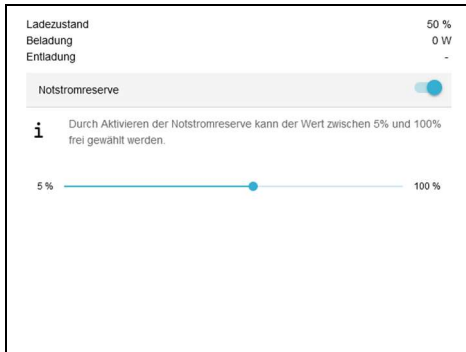 Ladezustand 50 %
Beladung 0 W
Entladung -
Notstromreserve
i Durch Aktivieren der Notstromreserve kann der Wert zwischen 5% und 100%
frei gewählt werden.
5 % 100 %